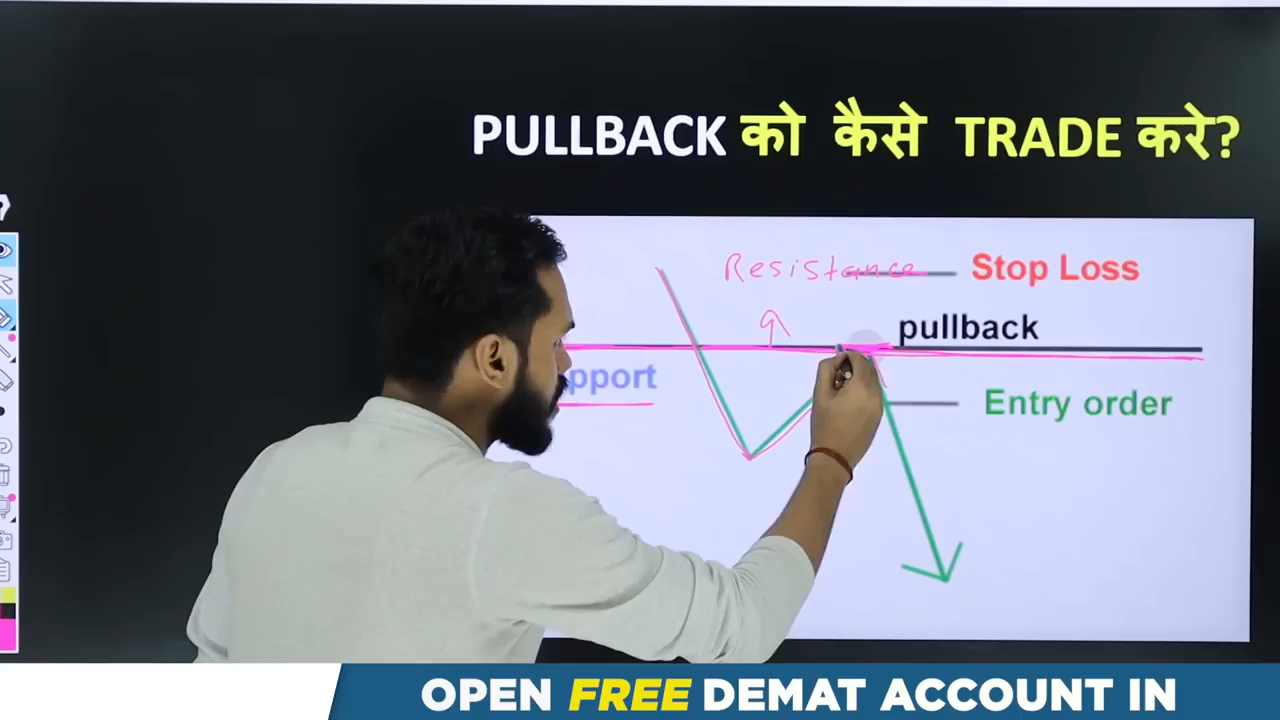 PULLBACK को कैसे TRADE करे?
Resistance
Stop Loss
pullback
pport
Entry order
OPEN FREE DEMAT ACCOUNT IN